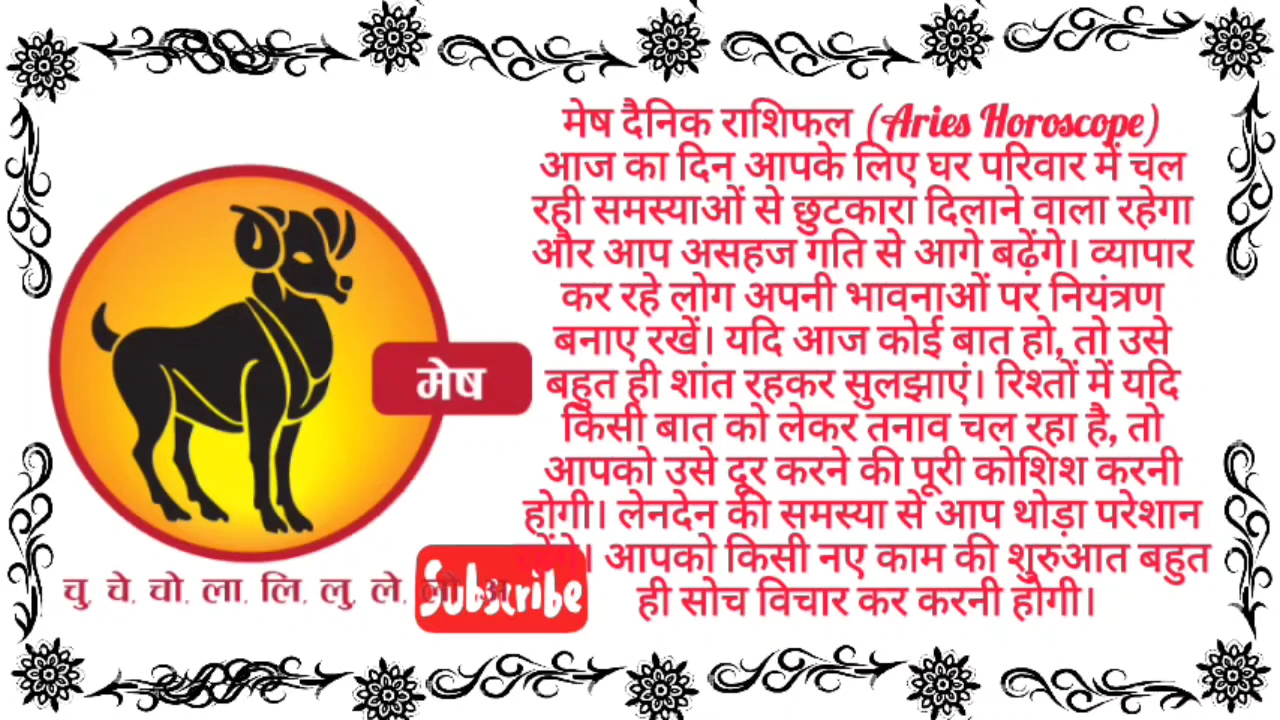 मेष दैनिक राशिफल (Aries Horoscope)
आज का दिन आपके लिए घर परिवार में चल
रही समस्याओं से छुटकारा दिलाने वाला रहेगा
और आप असहज गति से आगे बढ़ेंगे। व्यापार
कर रहे लोग अपनी भावनाओं पर नियंत्रण
बनाए रखें। यदि आज कोई बात हो, तो उसे
बहुत ही शांत रहकर सुलझाएं। रिश्तों में यदि
किसी बात को लेकर तनाव चल रहा है, तो
आपको उसे दूर करने की पूरी कोशिश करनी
होगी। लेनदेन की समस्या से आप थोड़ा परेशान
आपको किसी नए काम की शुरुआत बहुत
ही सोच विचार कर करनी होगी।
मेष
चु, चे, चो, ला, लि, लु, ले, लो, अ
Subscribe